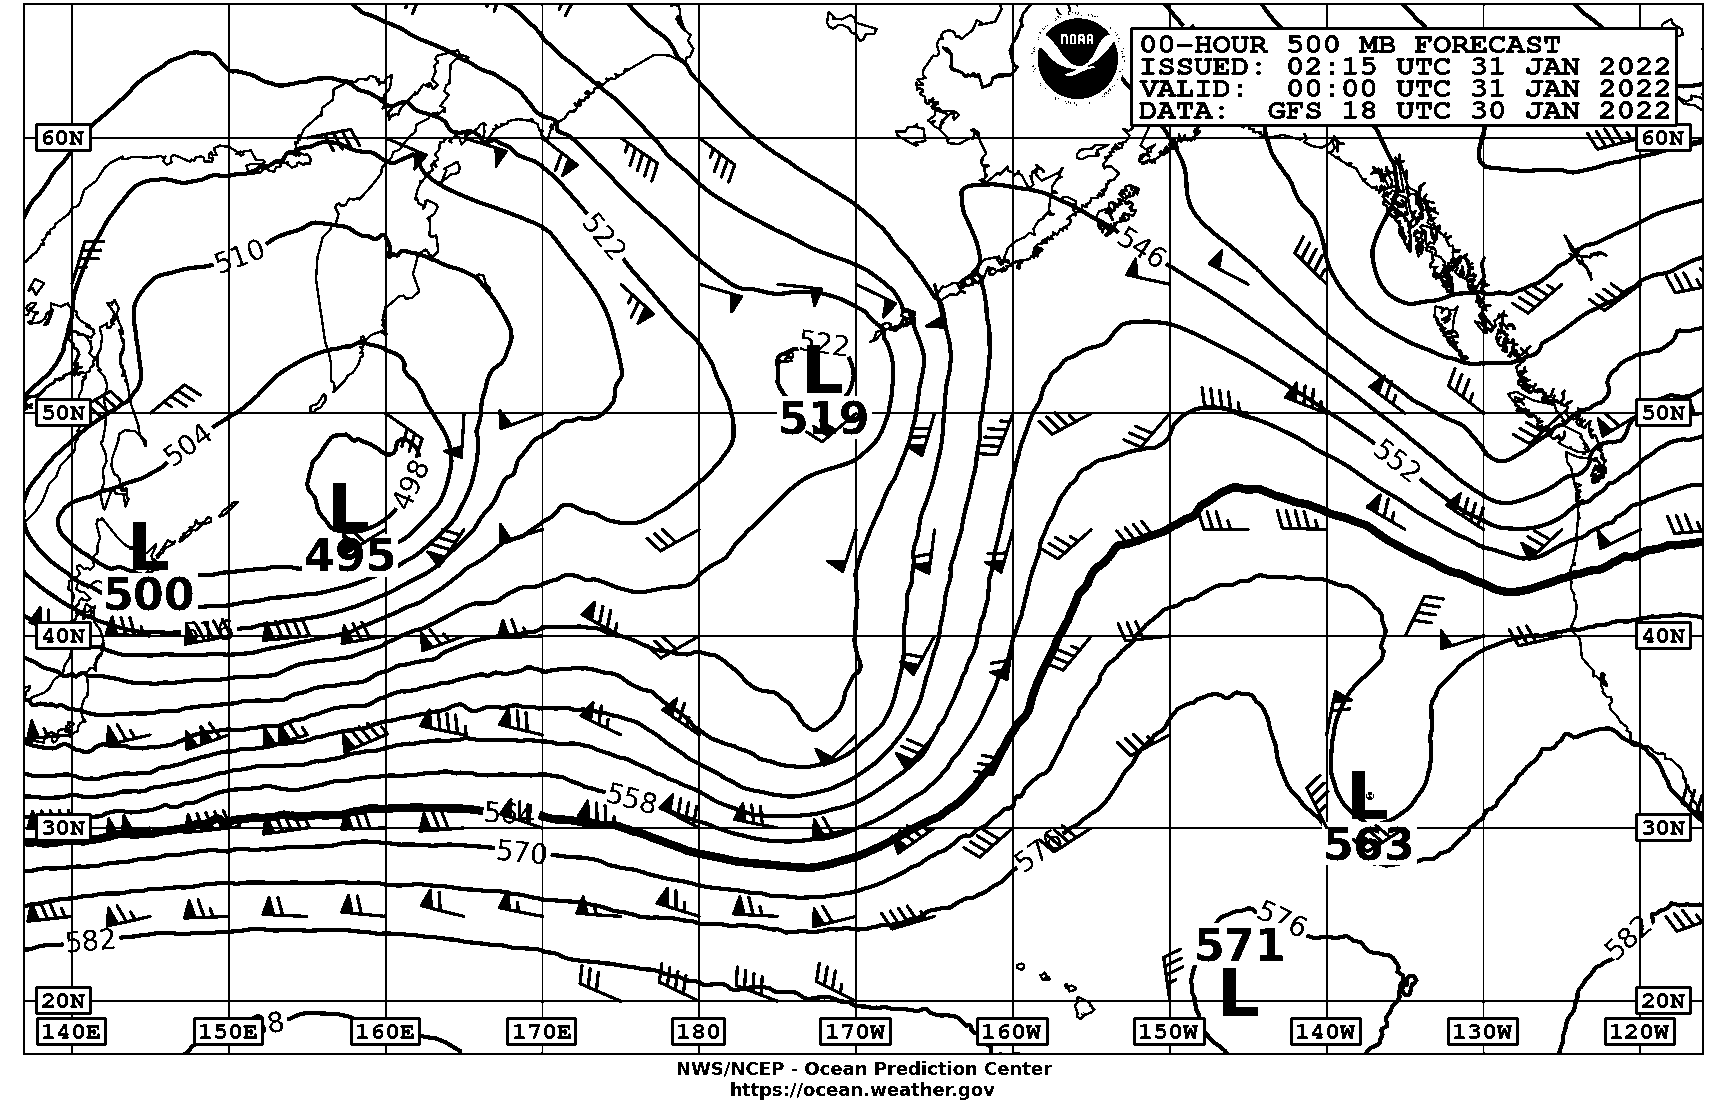 NOAA
00-HOUR 500 MB FORECAST
ISSUED: 02:15 UTC 31 JAN 2022
VALID: 00:00 UTC 31 JAN 2022
DATA: GFS 18 UTC 30 JAN 2022
60N
60N
522
510
546
522
L
519
50N
50N
504
498
552
L
495
L
500
40N
40N
558
564
570
30N
30N
L
563
576
582
571
L
576
582
20N
20N
8
140E 150E 160E 170E 180 170W 160W 150W 140W 130W 120W
NWS/NCEP - Ocean Prediction Center
https://ocean.weather.gov